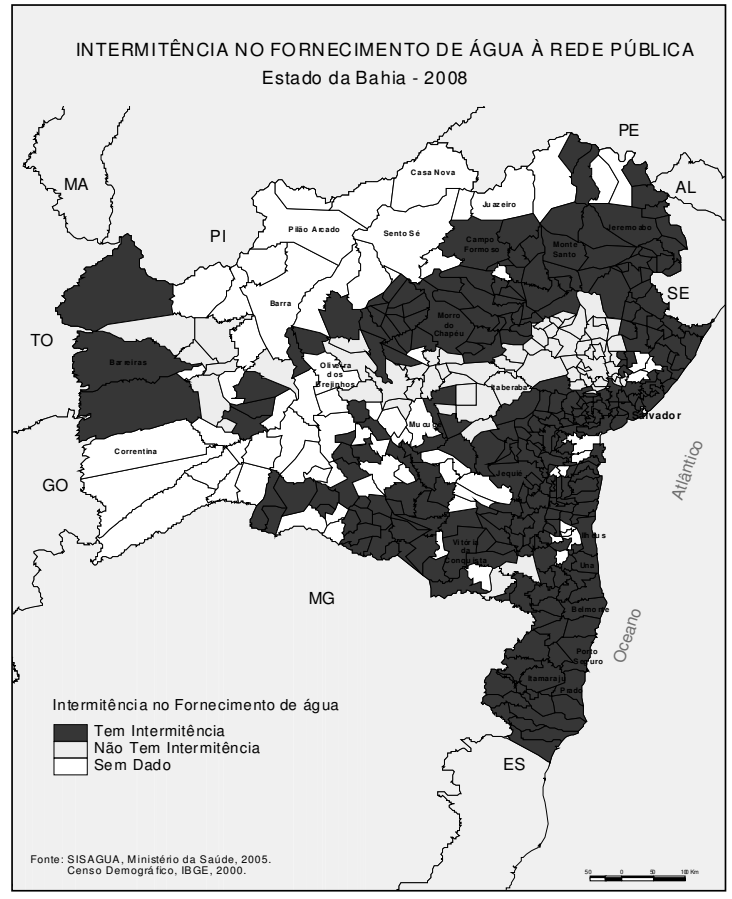 INTERMITÊNCIA NO FORNECIMENTO DE ÁGUA À REDE PÚBLICA
Estado da Bahia - 2008
PE
MA
Casa Nova
AL
Juazeiro
PI
Pilão Arcado
Sento Sé
Campo
Formoso
Monte
Santo
Jeremoabo
Barra
SE
Morro
do
Chapéu
TO
Barreiras
Oliveira
dos
Brejinhos
Itaberaba
Salvador
Mucugê
Correntina
Jequié
GO
Atlântico
Ilhéus
Vitória
da
Conquista
Una
MG
Belmonte
Oceano
Porto
Seguro
Itamaraju
Prado
Intermitência no Fornecimento de água
Tem Intermitência
Não Tem Intermitência
Sem Dado
ES
Fonte: SISAGUA, Ministério da Saúde, 2005.
Censo Demográfico, IBGE, 2000.
50 0 50 100 Km